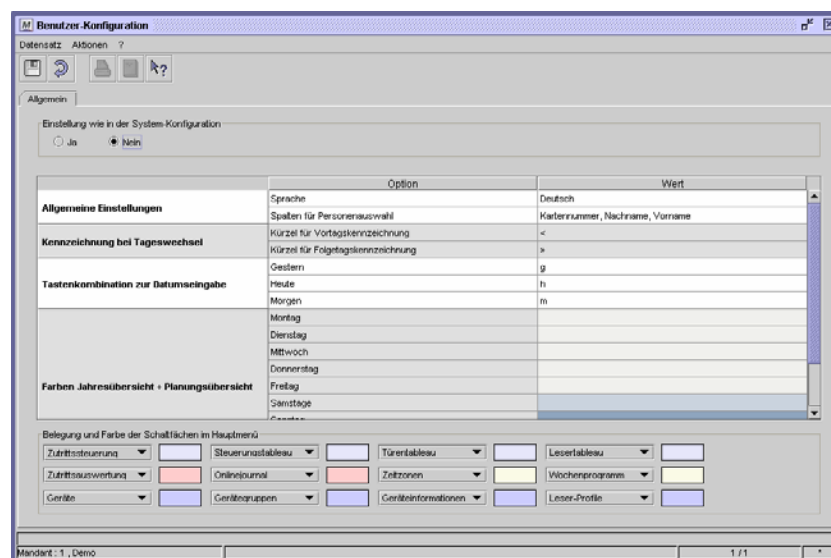 Benutzer-Konfiguration
Datensatz Aktionen ?
Allgemein
Einstellung wie in der System-Konfiguration
Ja Nein
Option Wert
Allgemeine Einstellungen
Sprache Deutsch
Spalten für Personenauswahl Kartennummer, Nachname, Vorname
Kennzeichnung bei Tageswechsel
Kürzel für Vortagskennzeichnung <
Kürzel für Folgetagskennzeichnung >
Tastenkombination zur Datumseingabe
Gestern g
Heute h
Morgen m
Farben Jahresübersicht + Planungsübersicht
Montag
Dienstag
Mittwoch
Donnerstag
Freitag
Samstage
Belegung und Farbe der Schaltflächen im Hauptmenü
Zutrittssteuerung Steuerungstableau Türentableau Lesertableau
Zutrittsauswertung Onlinejournal Zeitzonen Wochenprogramm
Geräte Gerätegruppen Geräteinformationen Leser-Profile
Mandant : 1 , Demo 1 / 1 *